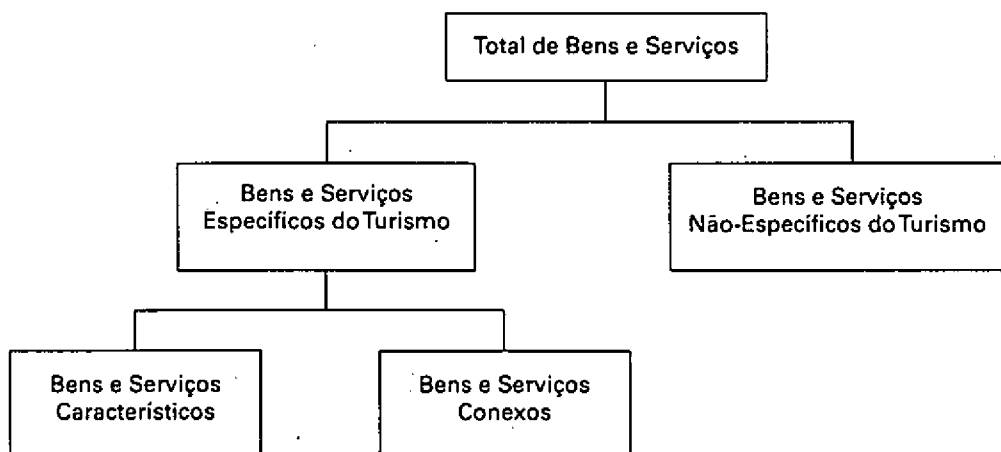 Total de Bens e Serviços
Bens e Serviços
Específicos do Turismo
Bens e Serviços
Não-Específicos do Turismo
Bens e Serviços
Característicos
Bens e Serviços
Conexos